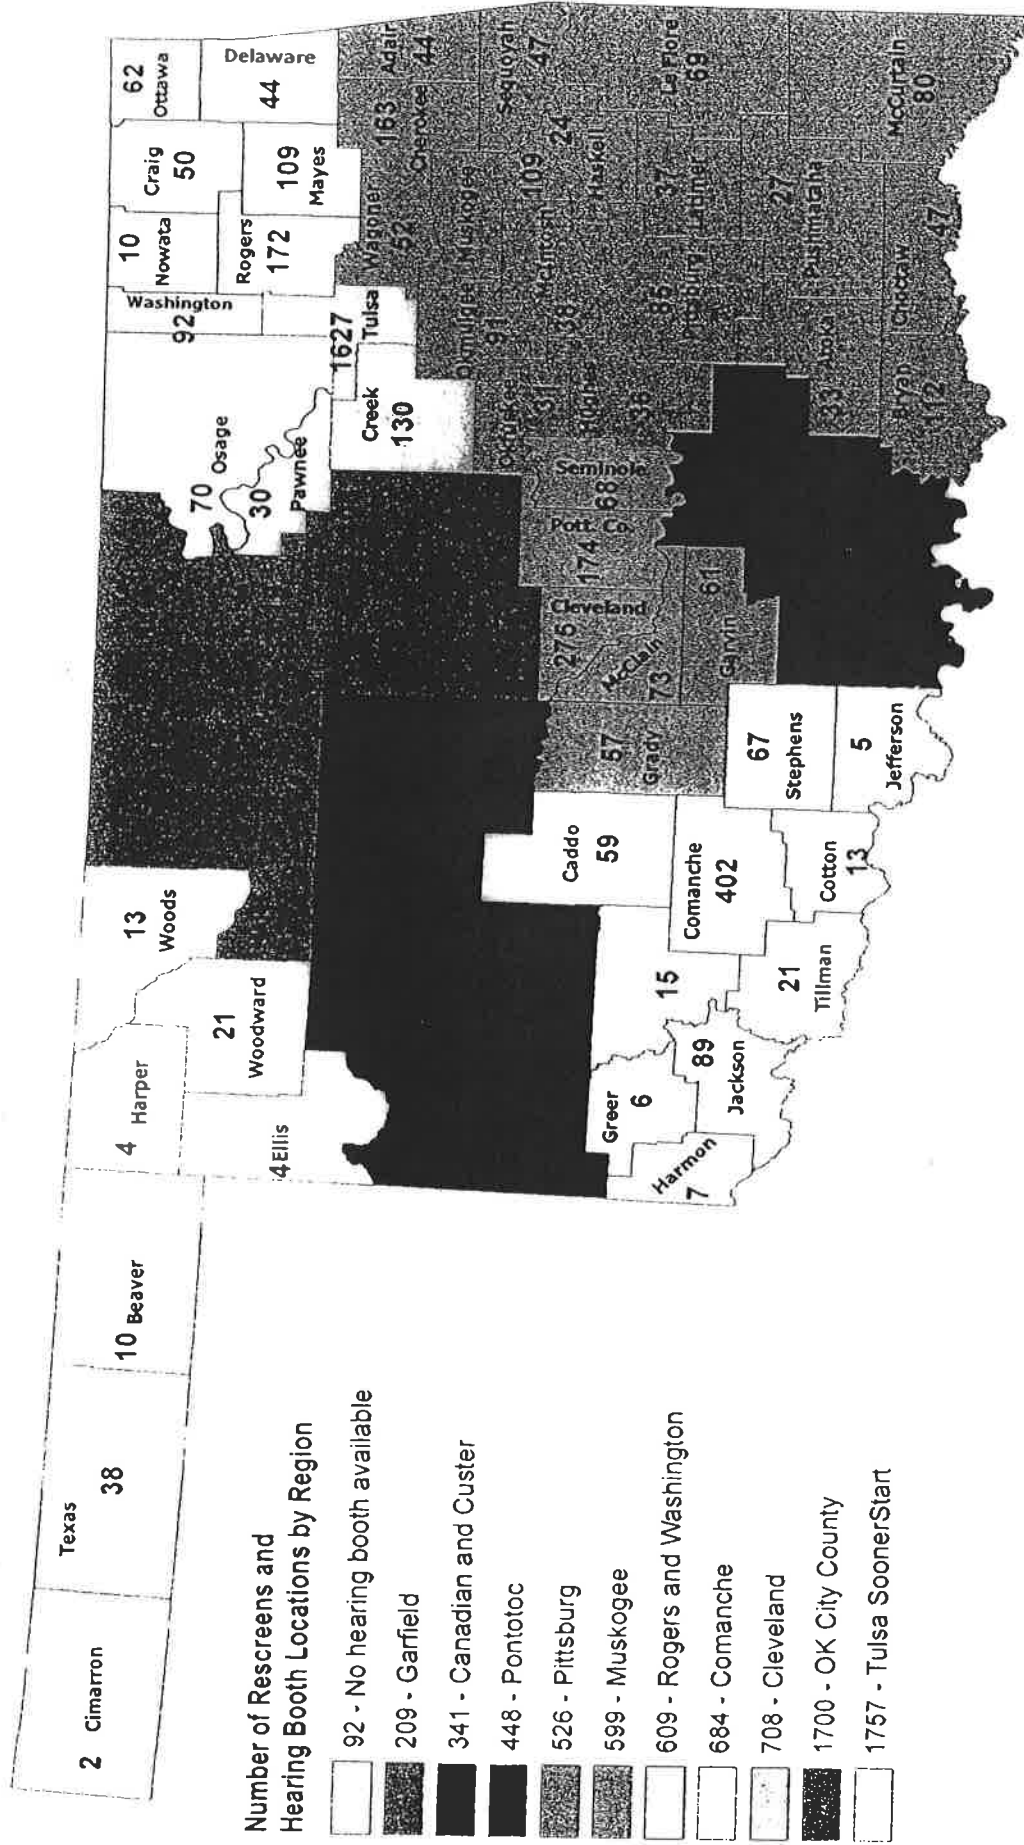 Number of Rescreens and
Hearing Booth Locations by Region
92 - No hearing booth available
209 - Garfield
341 - Canadian and Custer
448 - Pontotoc
526 - Pittsburg
599 - Muskogee
609 - Rogers and Washington
684 - Comanche
708 - Cleveland
1700 - OK City County
1757 - Tulsa SoonerStart
2 Cimarron
Texas
38
10 Beaver
4 Harper
4 Ellis
21
Woodward
13
Woods
70 Osage
30
Pawnee
Washington
92
10
Nowata
Craig
50
62
Ottawa
Delaware
44
Rogers
172
109
Mayes
1627
Tulsa
Creek
130
Wagner
52
163
Cherokee
Adair
44
Okmulgee
91
Muskogee
109
Sequoyah
47
Okfuskee
31
McIntosh
38
24
Haskell
Hughes
38
Pittsburg
86
Latimer
37
Le Flore
69
Pushmataha
27
McCurtain
80
Atoka
33
Choctaw
47
Bryan
112
Seminole
68
Pott. Co.
174
Cleveland
276
McClain
73
61
Garvin
57
Grady
Caddo
59
Comanche
402
67
Stephens
5
Jefferson
Cotton
13
21
Tillman
15
89
Jackson
Greer
6
Harmon
7